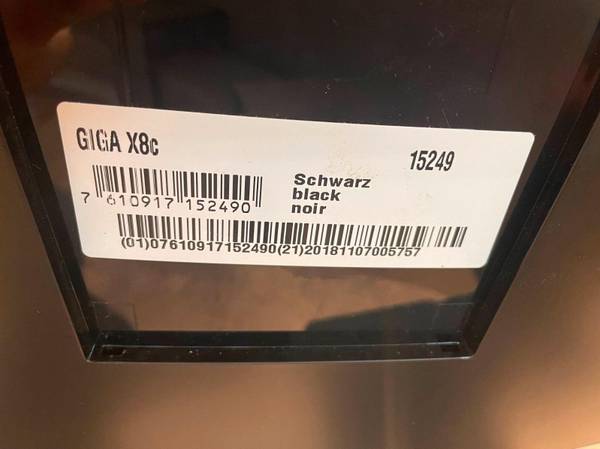 GIGA X8c
15249
7 610917 152490
Schwarz
black
noir
(01)07610917152490(21)20181107005757